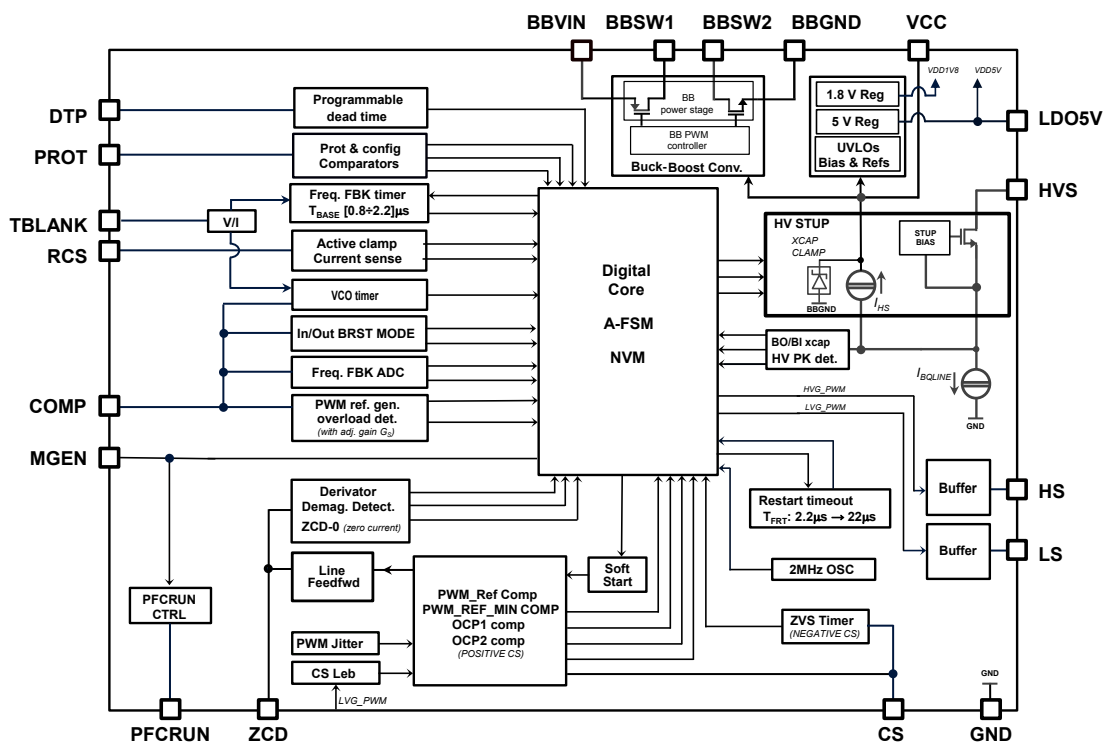 BBVIN BBSW1 BBSW2 BBGND VCC
VDD1V8 VDD5V
DTP
Programmable
dead time
BB
power stage
BB PWM
controller
Buck-Boost Conv.
1.8 V Reg
5 V Reg
UVLOs
Bias & Refs
LDO5V
PROT
Prot & config
Comparators
TBLANK
V/I
Freq. FBK timer
TBASE [0.8÷2.2]µs
HVS
RCS
Active clamp
Current sense
HV STUP
XCAP
CLAMP
STUP
BIAS
BBGND
IHS
VCO timer
Digital
Core
A-FSM
NVM
In/Out BRST MODE
BO/BI xcap
HV PK det.
Freq. FBK ADC
IBQLINE
GND
COMP
PWM ref. gen.
overload det.
(with adj. gain GS)
HVG_PWM
LVG_PWM
MGEN
Derivator
Demag. Detect.
ZCD-0 (zero current)
Restart timeout
TFRT: 2.2µs → 22µs
Buffer
HS
Buffer
LS
Line
Feedfwd
Soft
Start
2MHz OSC
PFCRUN
CTRL
PWM_Ref Comp
PWM_REF_MIN COMP
OCP1 comp
OCP2 comp
(POSITIVE CS)
ZVS Timer
(NEGATIVE CS)
PWM Jitter
CS Leb
LVG_PWM
GND
PFCRUN ZCD CS GND